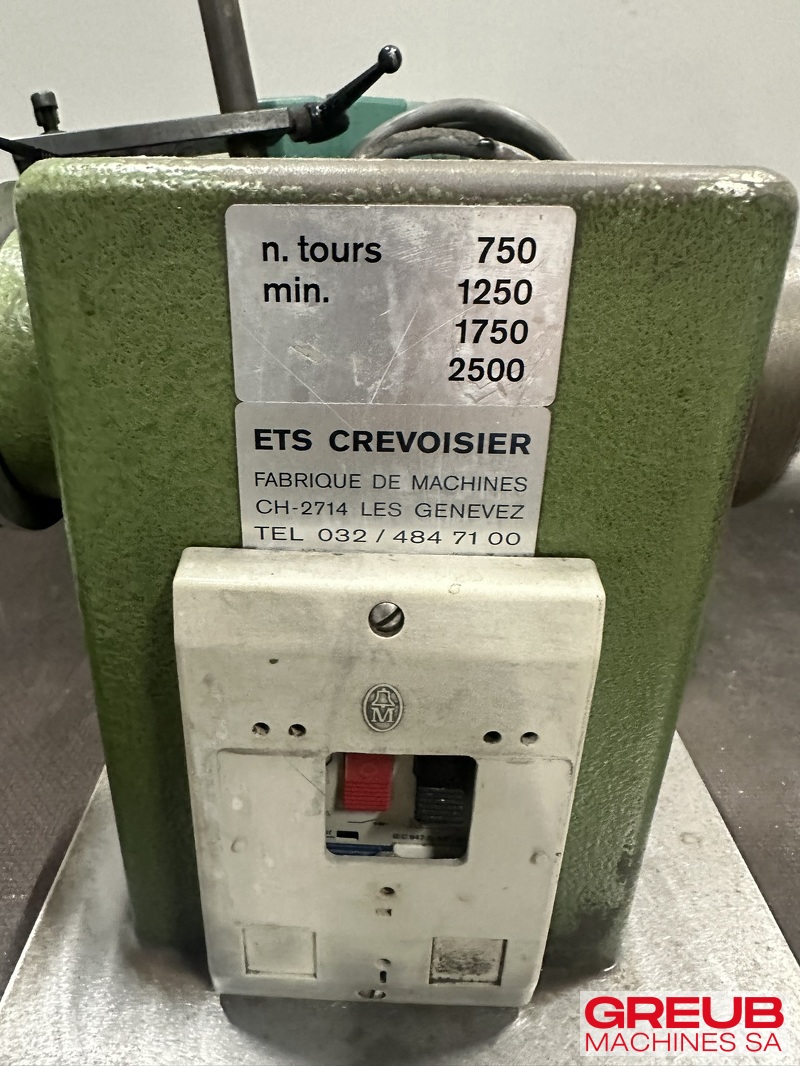 n. tours 750
min. 1250
1750
2500
ETS CREVOISIER
FABRIQUE DE MACHINES
CH-2714 LES GENEVEZ
TEL 032 / 484 71 00
M
GREUB
MACHINES SA